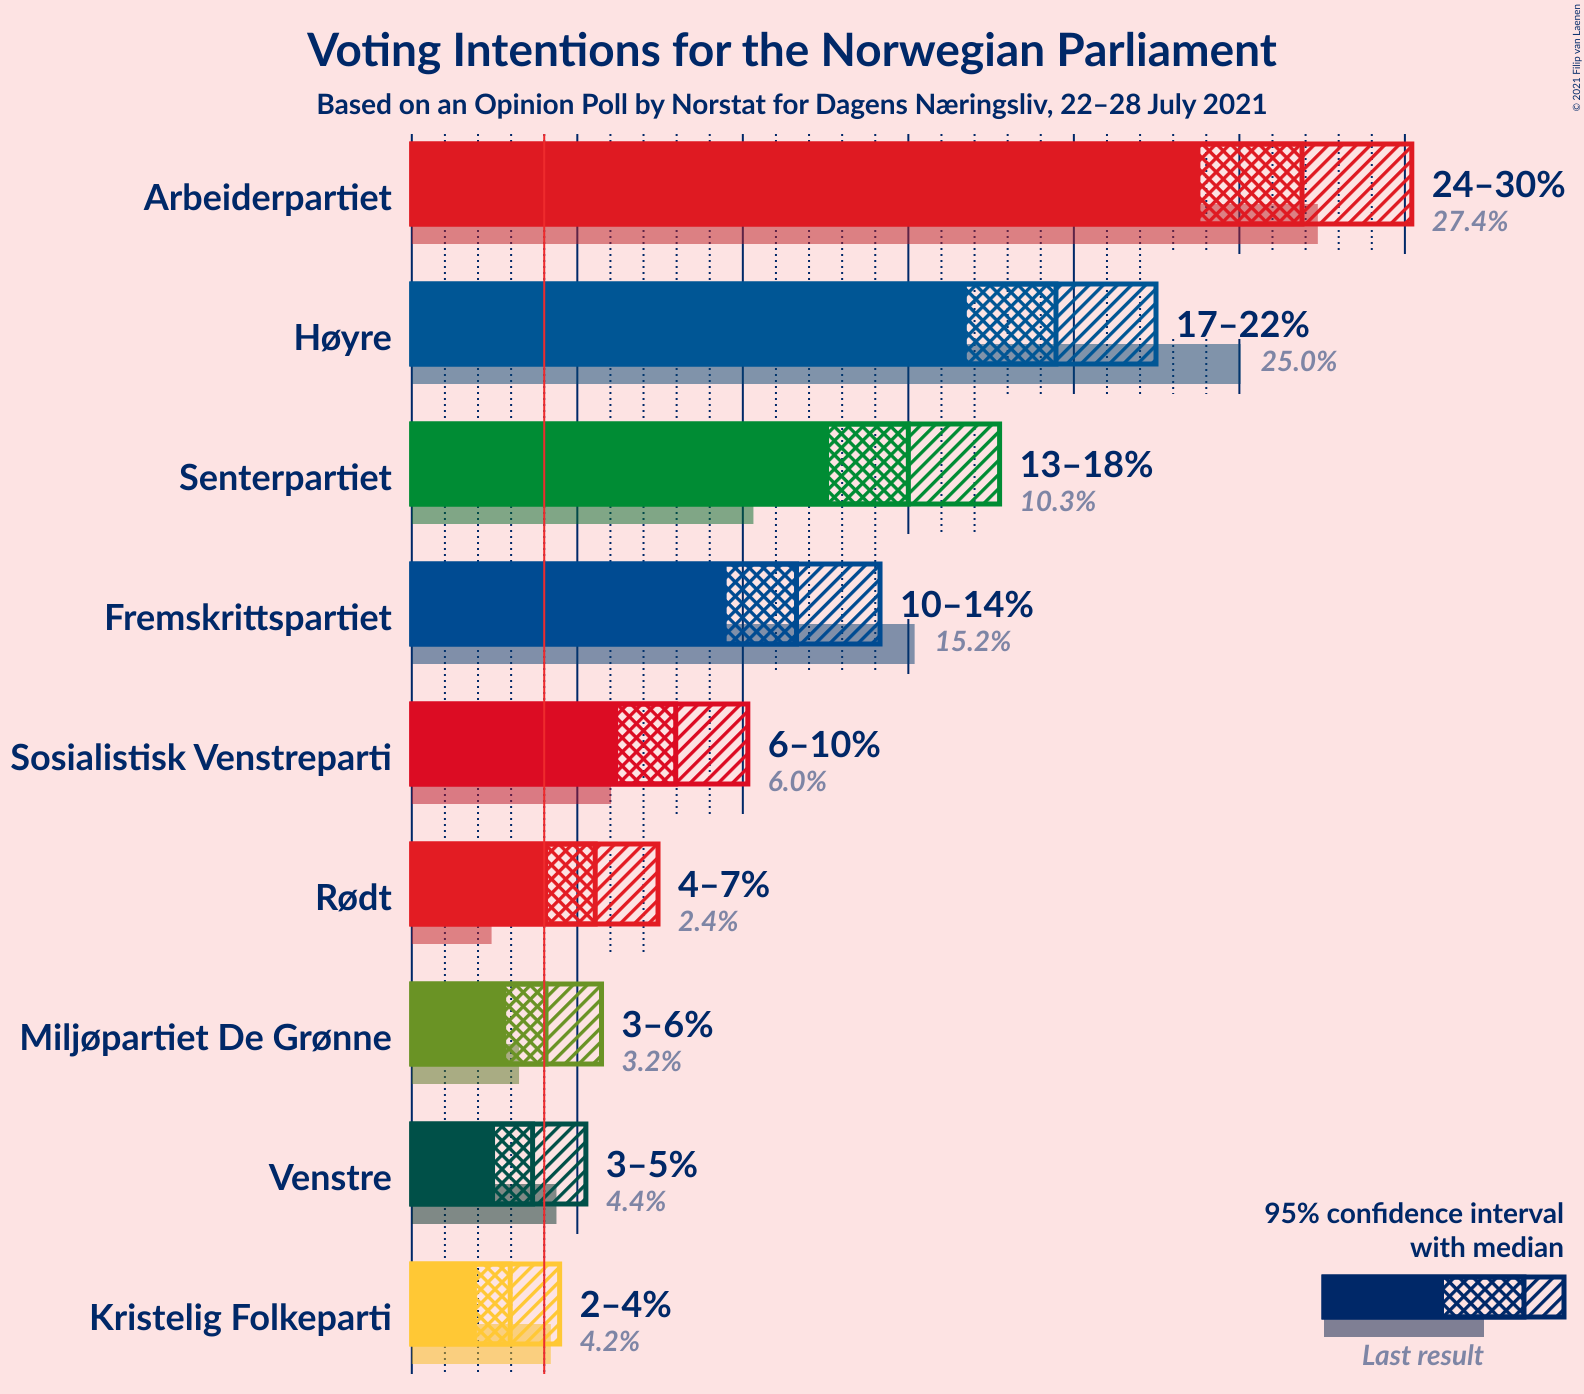 Voting Intentions for the Norwegian Parliament
Based on an Opinion Poll by Norstat for Dagens Næringsliv, 22–28 July 2021
© 2021 Filip van Laenen
Arbeiderpartiet
24–30%
27.4%
Høyre
17–22%
25.0%
Senterpartiet
13–18%
10.3%
Fremskrittspartiet
10–14%
15.2%
Sosialistisk Venstreparti
6–10%
6.0%
Rødt
4–7%
2.4%
Miljøpartiet De Grønne
3–6%
3.2%
Venstre
3–5%
4.4%
Kristelig Folkeparti
2–4%
4.2%
95% confidence interval
with median
Last result